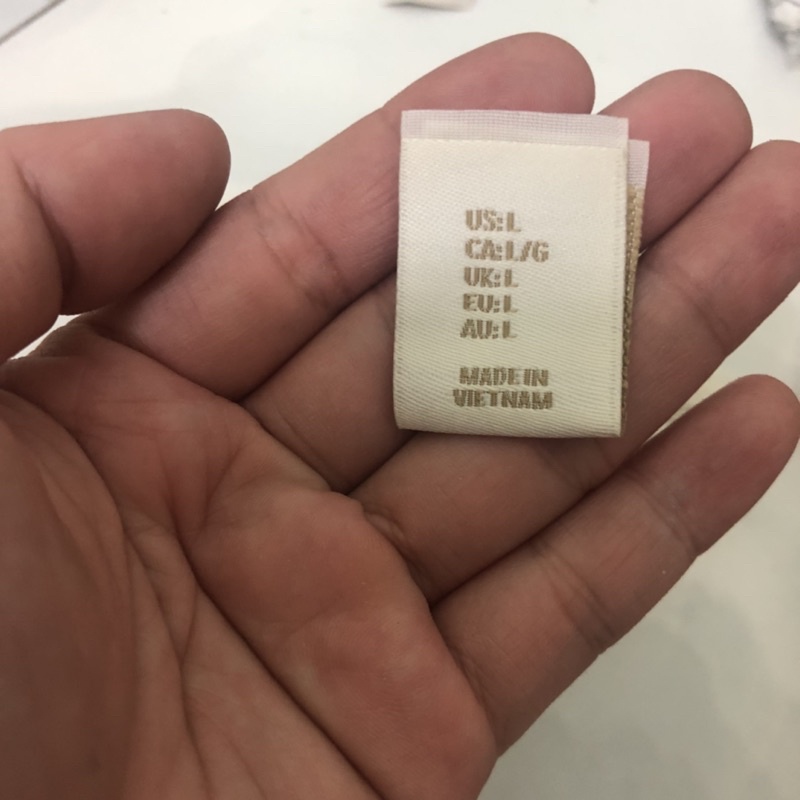 US: L
CA: L/G
UK: L
EU: L
AU: L
MADE IN
VIETNAM